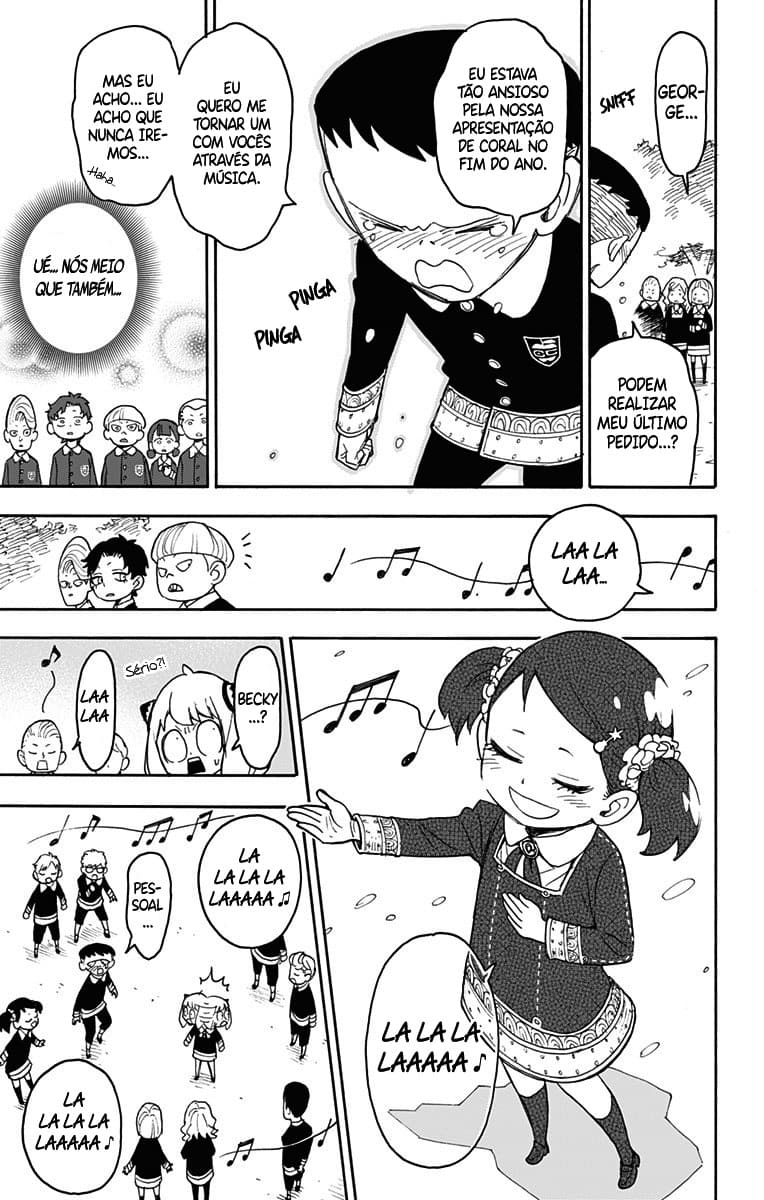 GEOR-
GE...
SNIFF
PODEM
REALIZAR
MEU ÚLTIMO
PEDIDO...?
EU ESTAVA
TÃO ANSIOSO
PELA NOSSA
APRESENTAÇÃO
DE CORAL NO
FIM DO ANO.
PINGA
PINGA
EU
QUERO ME
TORNAR UM
COM VOCÊS
ATRAVÉS DA
MÚSICA.
MAS EU
ACHO... EU
ACHO QUE
NUNCA IRE-
MOS...
Haha
UÉ... NÓS MEIO
QUE TAMBÉM...
LAA LA
LAA...
LA LA LA
LAAAAA♪
BECKY
...?
Sério?!
LAA
LAA
LA
LA LA LA
LAAAAA♫
PES-
SOAL
...
LA
LA LA LA
LAAAAA♪